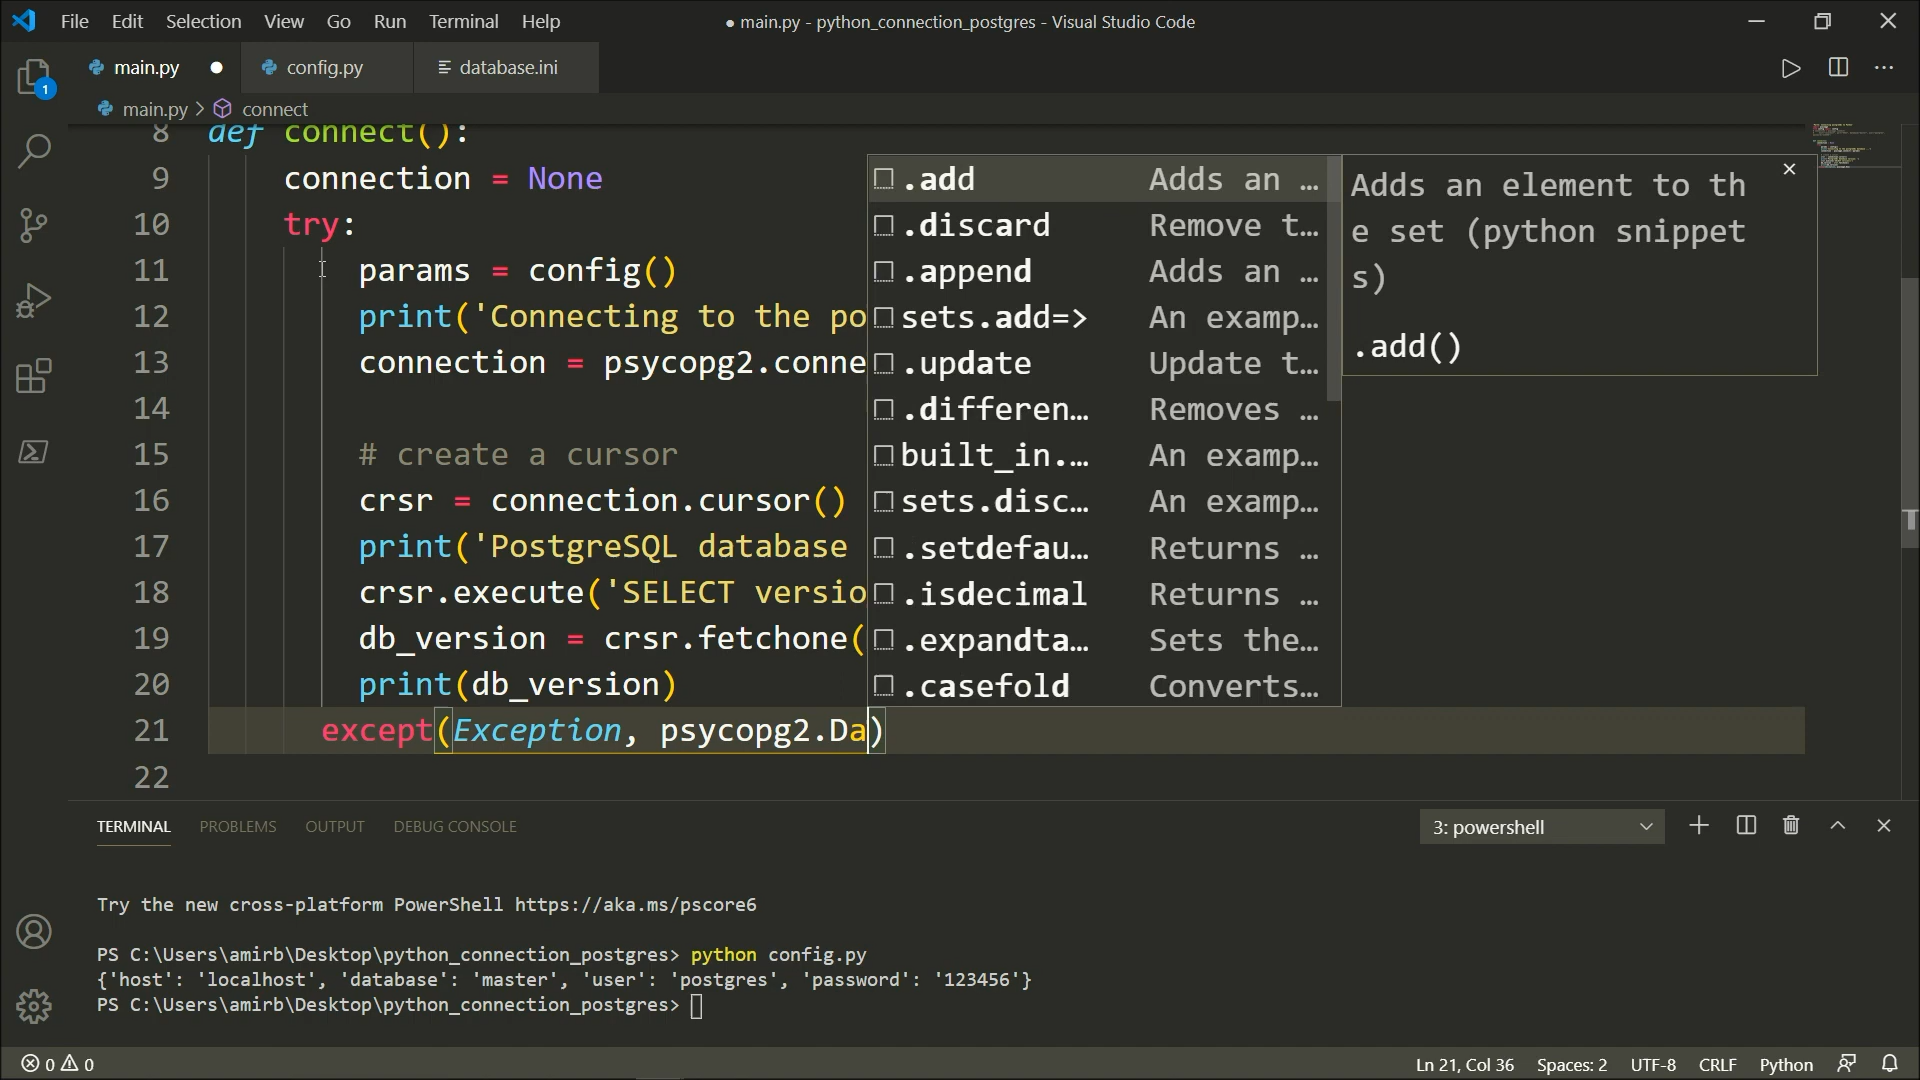 File Edit Selection View Go Run Terminal Help
● main.py - python_connection_postgres - Visual Studio Code
main.py config.py database.ini
1
main.py > connect
8 def connect():
9 connection = None
10 try:
11 params = config()
12 print('Connecting to the po
13 connection = psycopg2.conne
14
15 # create a cursor
16 crsr = connection.cursor()
17 print('PostgreSQL database
18 crsr.execute('SELECT versio
19 db_version = crsr.fetchone(
20 print(db_version)
21 except(Exception, psycopg2.Da)
22
.add Adds an …
.discard Remove t…
.append Adds an …
sets.add=> An examp…
.update Update t…
.differen… Removes …
built_in.… An examp…
sets.disc… An examp…
.setdefau… Returns …
.isdecimal Returns …
.expandta… Sets the…
.casefold Converts…
Adds an element to th
e set (python snippet
s)
.add()
TERMINAL PROBLEMS OUTPUT DEBUG CONSOLE
3: powershell
Try the new cross-platform PowerShell https://aka.ms/pscore6
PS C:\Users\amirb\Desktop\python_connection_postgres> python config.py
{'host': 'localhost', 'database': 'master', 'user': 'postgres', 'password': '123456'}
PS C:\Users\amirb\Desktop\python_connection_postgres>
0 0
Ln 21, Col 36 Spaces: 2 UTF-8 CRLF Python